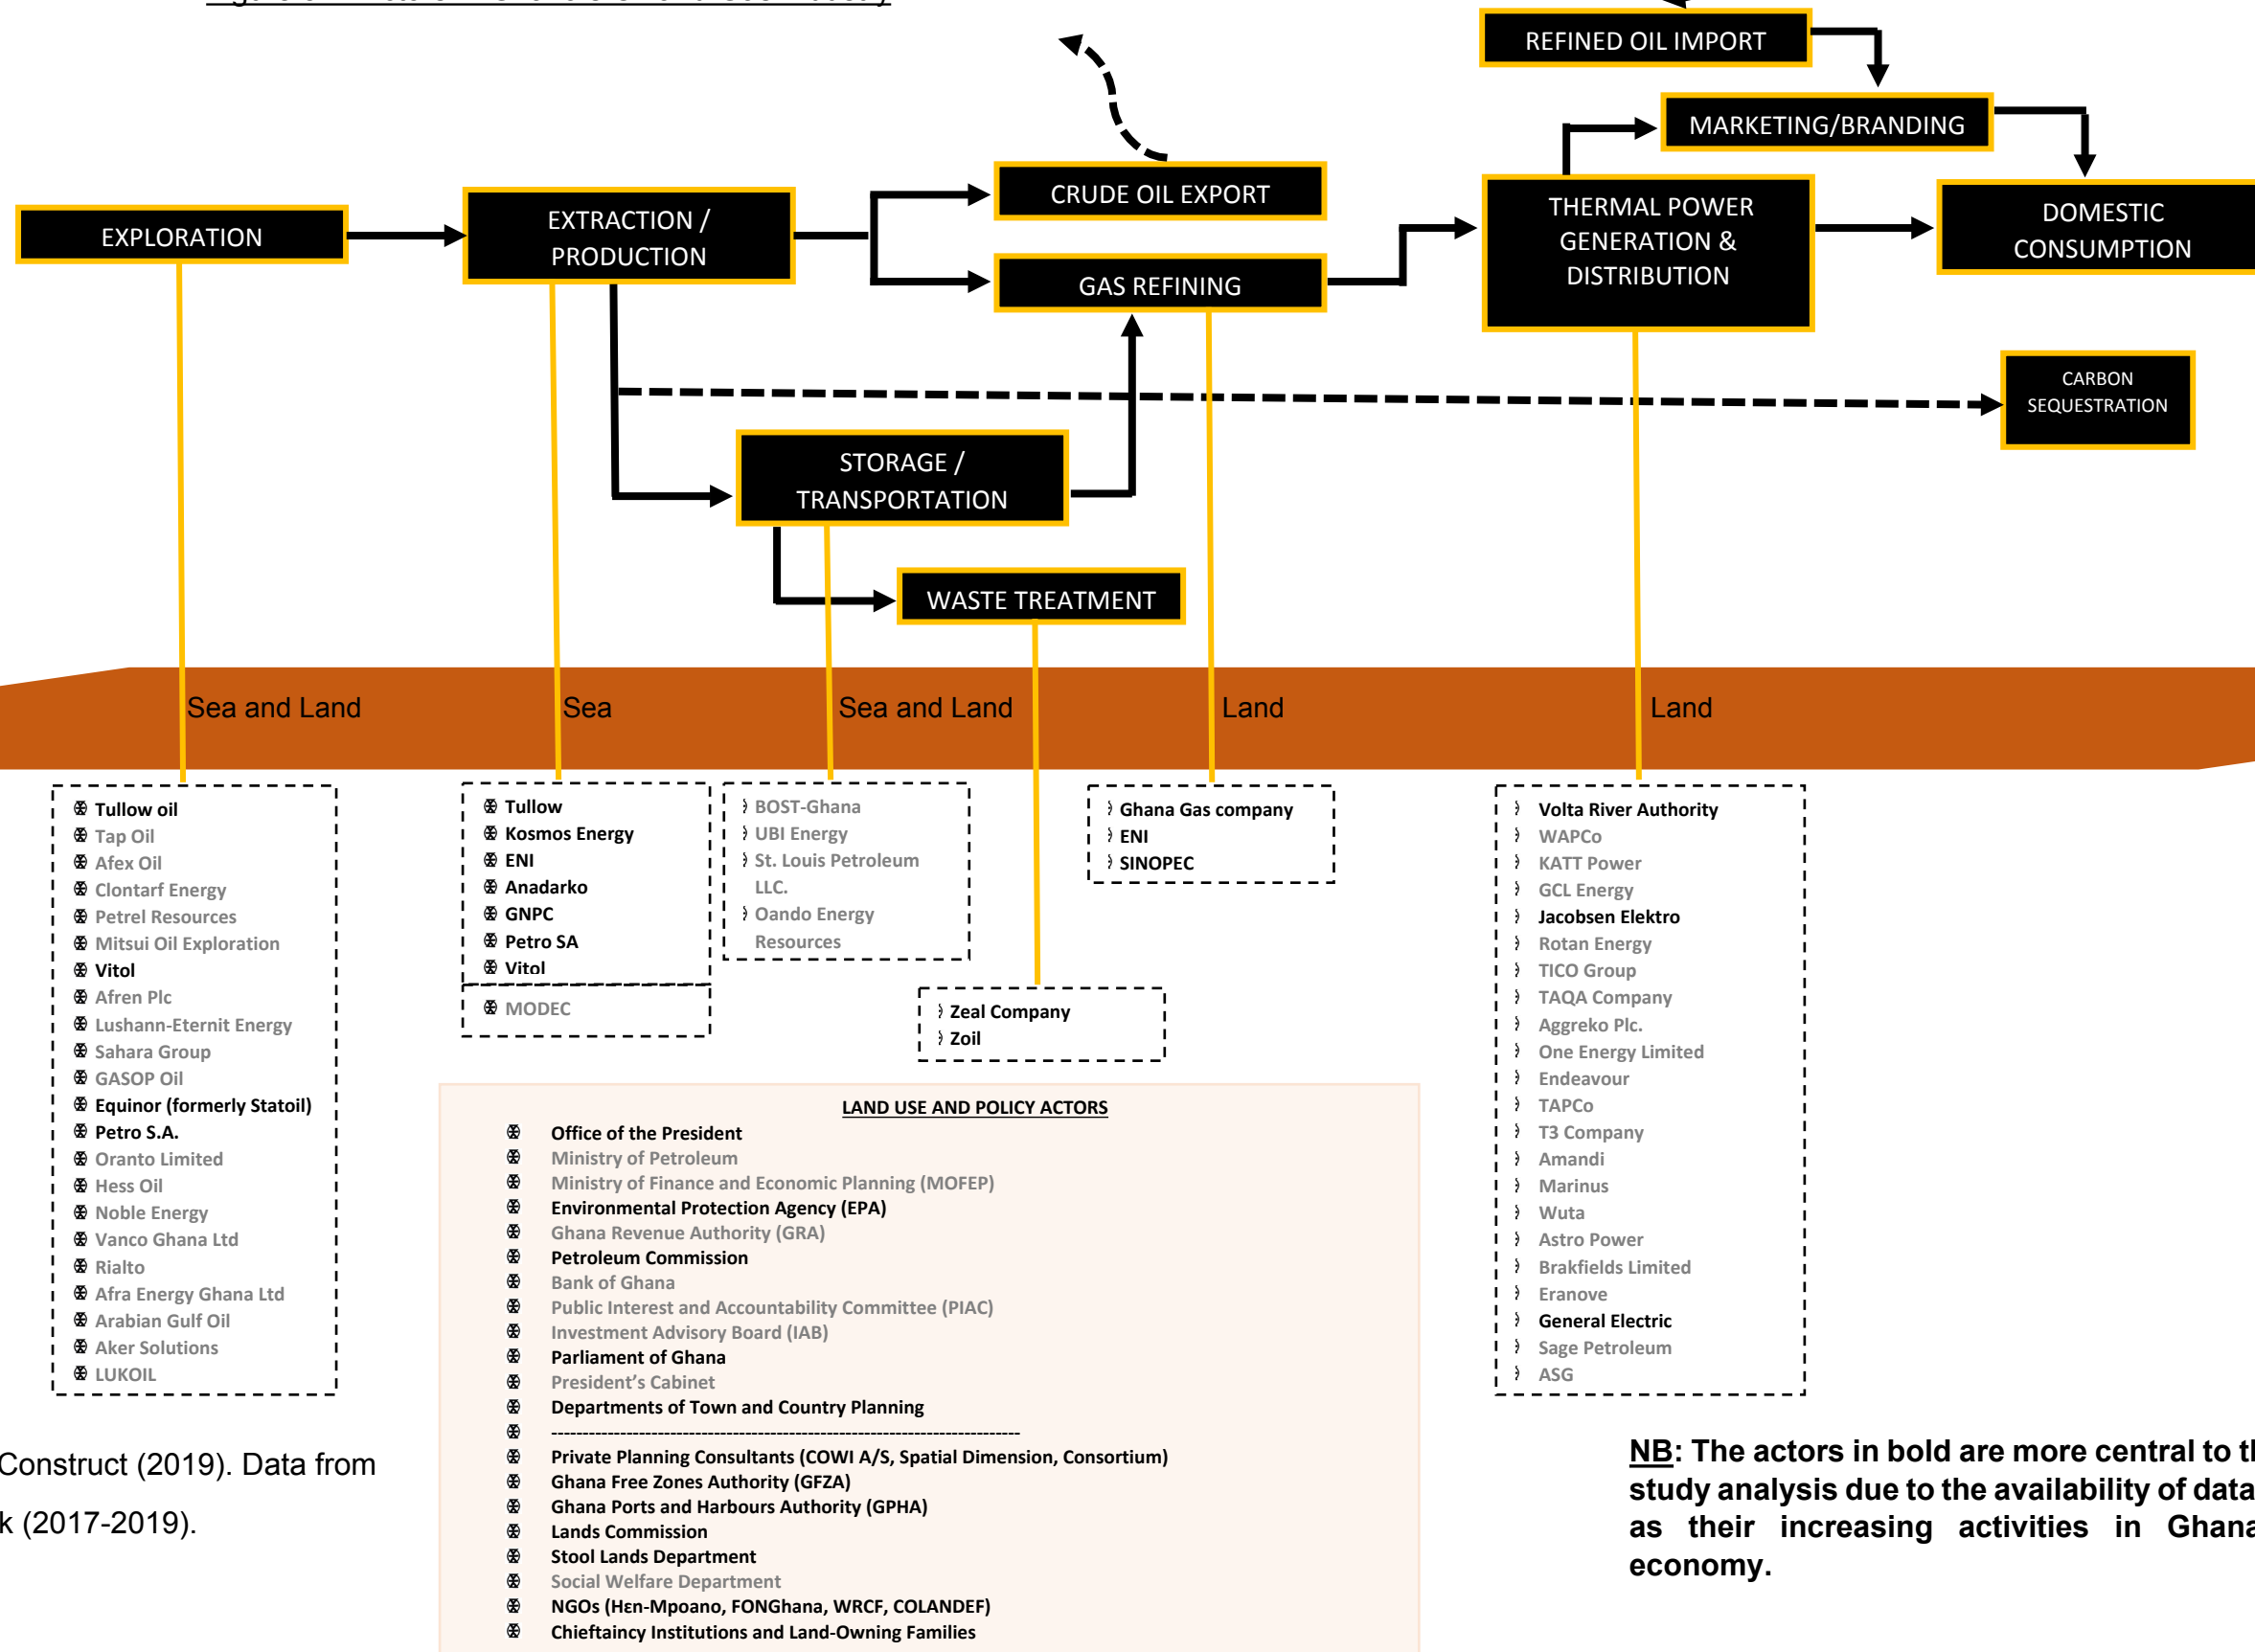 REFINED OIL IMPORT
MARKETING/BRANDING
CRUDE OIL EXPORT
EXTRACTION /
PRODUCTION
EXPLORATION
GAS REFINING
THERMAL POWER
GENERATION &
DISTRIBUTION
DOMESTIC
CONSUMPTION
CARBON
SEQUESTRATION
STORAGE /
TRANSPORTATION
WASTE TREATMENT
Sea and Land
Sea
Sea and Land
Land
Land
Tullow oil
Tap Oil
Afex Oil
Clontarf Energy
Petrel Resources
Mitsui Oil Exploration
Vitol
Afren Plc
Lushann-Eternit Energy
Sahara Group
GASOP Oil
Equinor (formerly Statoil)
Petro S.A.
Oranto Limited
Hess Oil
Noble Energy
Vanco Ghana Ltd
Rialto
Afra Energy Ghana Ltd
Arabian Gulf Oil
Aker Solutions
LUKOIL
Tullow
Kosmos Energy
ENI
Anadarko
GNPC
Petro SA
Vitol
MODEC
BOST-Ghana
UBI Energy
St. Louis Petroleum
LLC.
Oando Energy
Resources
Zeal Company
Zoil
Ghana Gas company
ENI
SINOPEC
Volta River Authority
WAPCo
KATT Power
GCL Energy
Jacobsen Elektro
Rotan Energy
TICO Group
TAQA Company
Aggreko Plc.
One Energy Limited
Endeavour
TAPCo
T3 Company
Amandi
Marinus
Wuta
Astro Power
Brakfields Limited
Eranove
General Electric
Sage Petroleum
ASG
LAND USE AND POLICY ACTORS
Office of the President
Ministry of Petroleum
Ministry of Finance and Economic Planning (MOFEP)
Environmental Protection Agency (EPA)
Ghana Revenue Authority (GRA)
Petroleum Commission
Bank of Ghana
Public Interest and Accountability Committee (PIAC)
Investment Advisory Board (IAB)
Parliament of Ghana
President's Cabinet
Departments of Town and Country Planning
---------------------------------------------------------------------------
Private Planning Consultants (COWI A/S, Spatial Dimension, Consortium)
Ghana Free Zones Authority (GFZA)
Ghana Ports and Harbours Authority (GPHA)
Lands Commission
Stool Lands Department
Social Welfare Department
NGOs (Hɛn-Mpoano, FONGhana, WRCF, COLANDEF)
Chieftaincy Institutions and Land-Owning Families
Construct (2019). Data from
k (2017-2019).
NB: The actors in bold are more central to th
study analysis due to the availability of data
as their increasing activities in Ghana
economy.